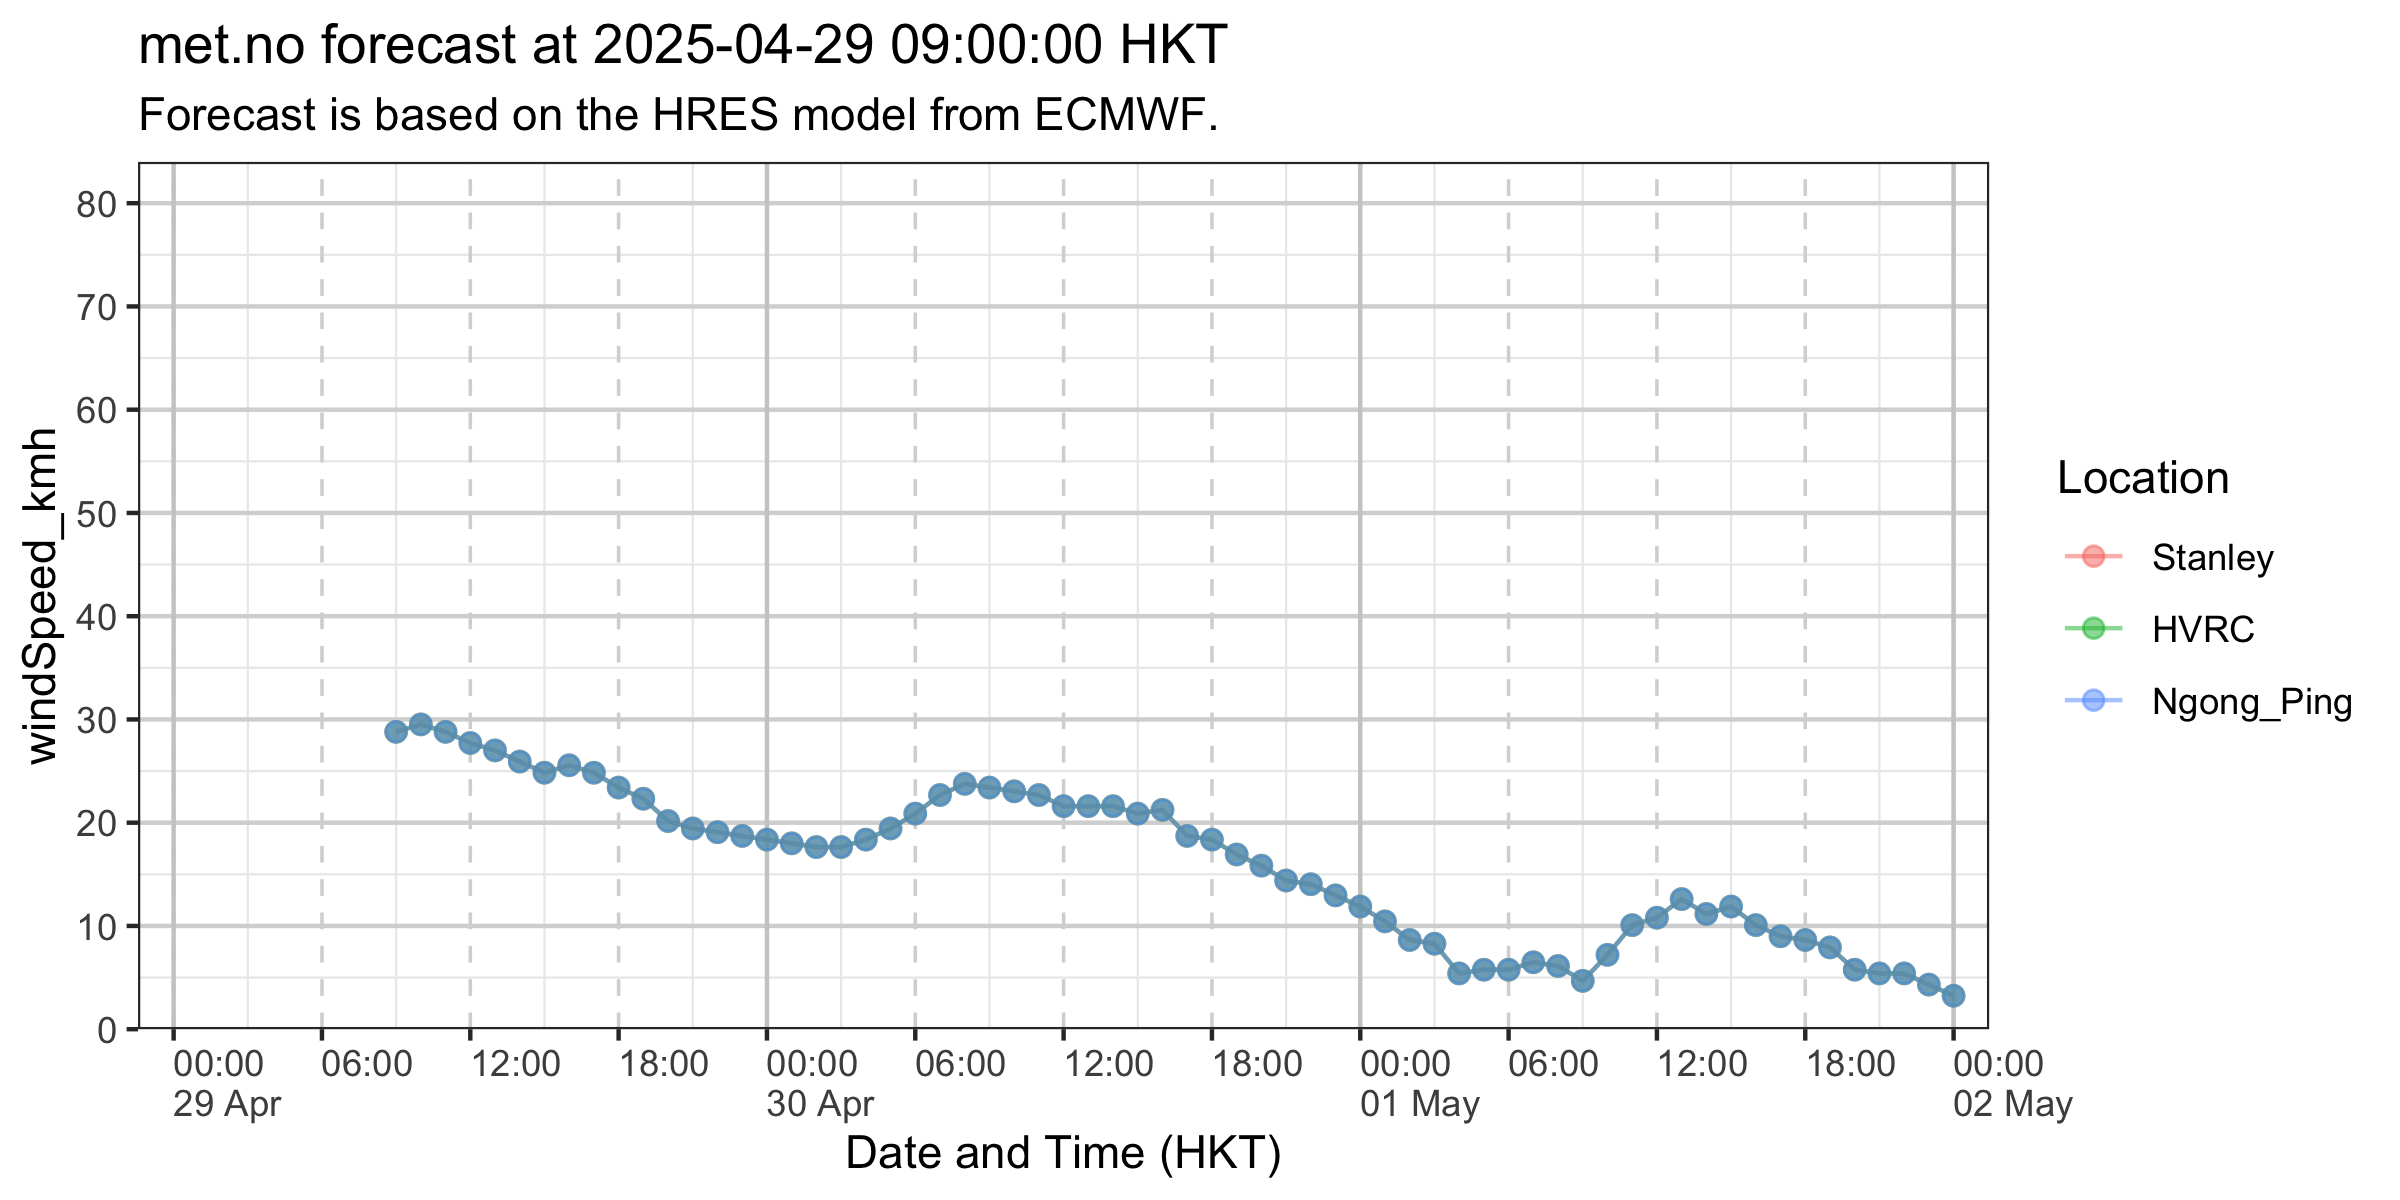 met.no forecast at 2025-04-29 09:00:00 HKT
Forecast is based on the HRES model from ECMWF.
windSpeed_kmh
80
70
60
50
40
30
20
10
0
00:00 06:00 12:00 18:00 00:00 06:00 12:00 18:00 00:00 06:00 12:00 18:00 00:00
29 Apr 30 Apr 01 May 02 May
Date and Time (HKT)
Location
Stanley
HVRC
Ngong_Ping